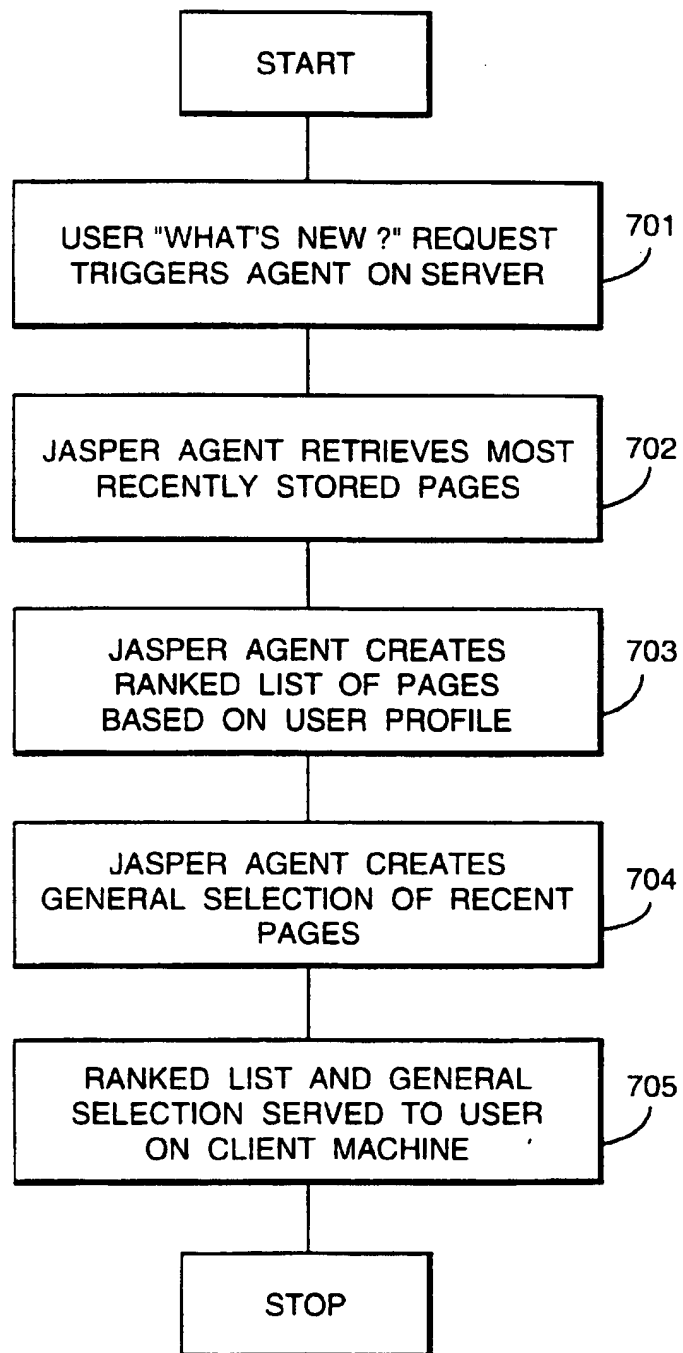 START
USER "WHAT'S NEW ?" REQUEST
TRIGGERS AGENT ON SERVER
701
JASPER AGENT RETRIEVES MOST
RECENTLY STORED PAGES
702
JASPER AGENT CREATES
RANKED LIST OF PAGES
BASED ON USER PROFILE
703
JASPER AGENT CREATES
GENERAL SELECTION OF RECENT
PAGES
704
RANKED LIST AND GENERAL
SELECTION SERVED TO USER
ON CLIENT MACHINE
705
STOP